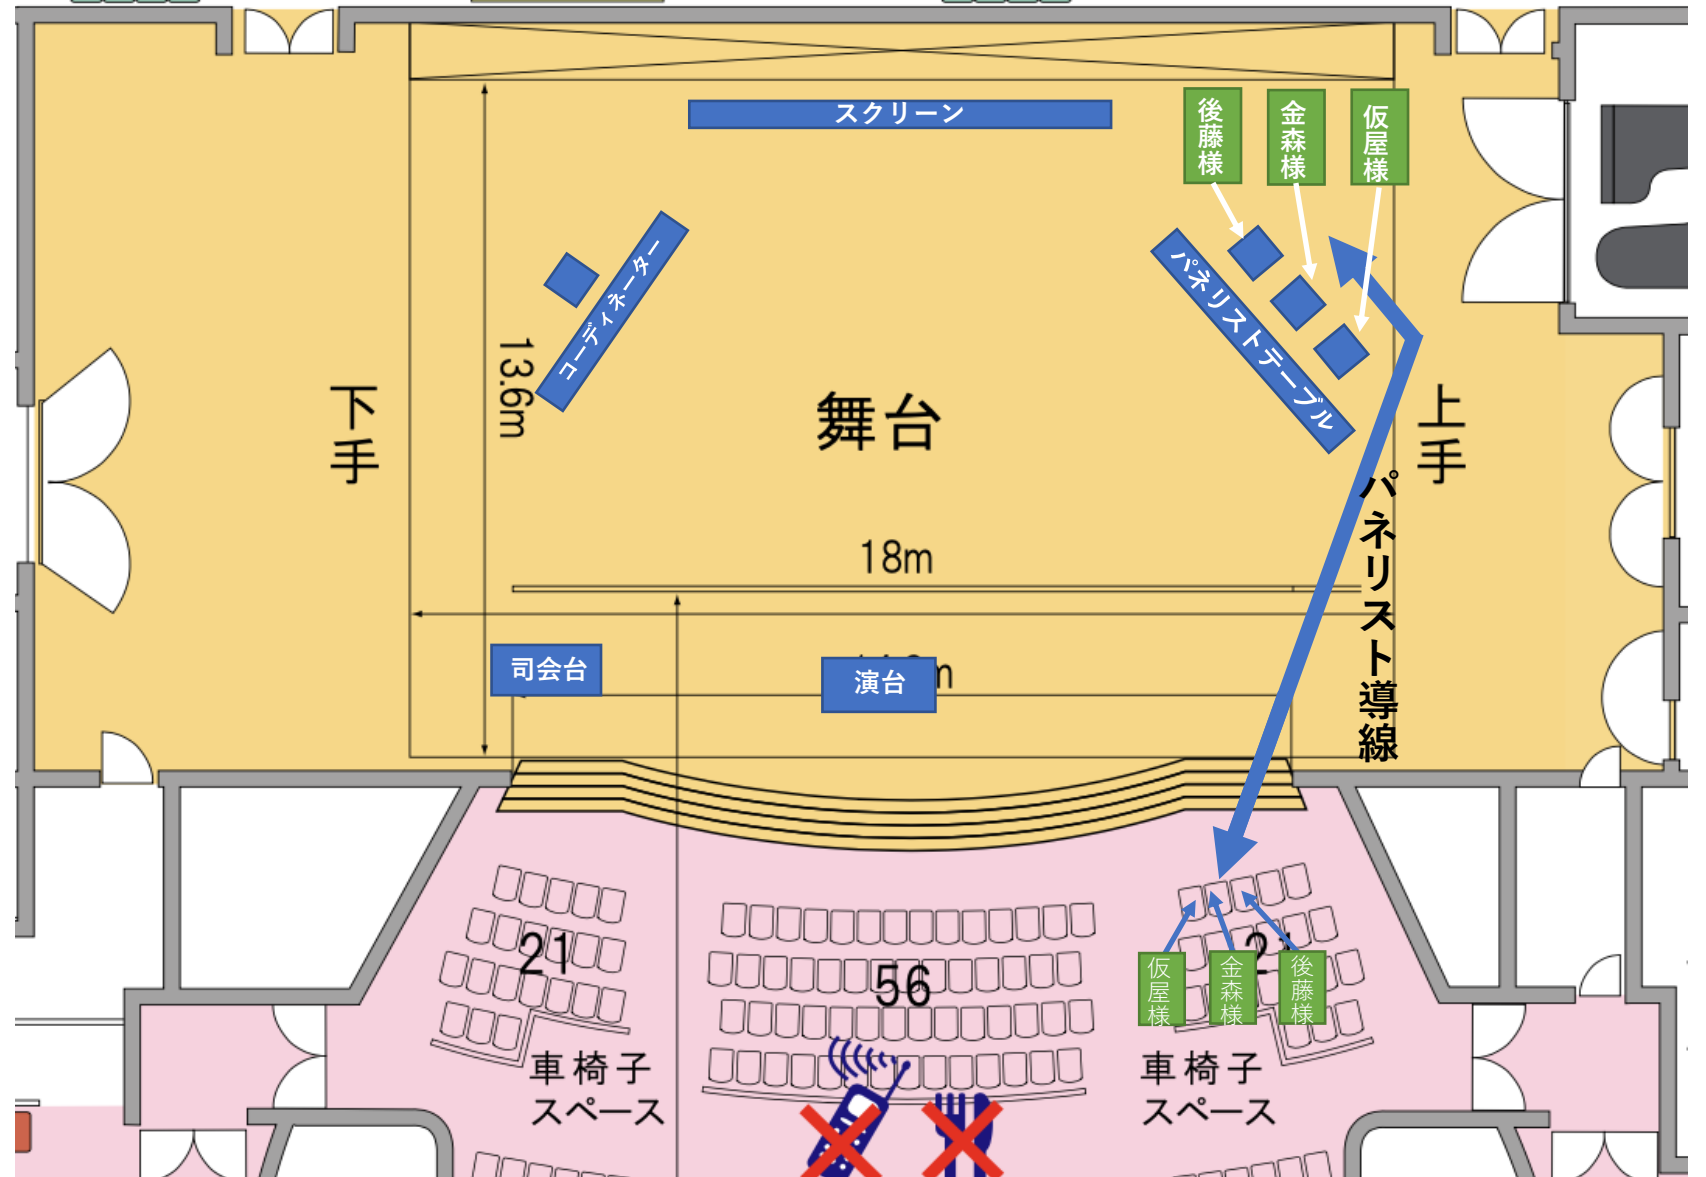 スクリーン
後藤様
金森様
仮屋様
コーディネーター
パネリストテーブル
13.6m
下手
舞台
上手
18m
パネリスト導線
司会台
演台
m
21
56
21
仮屋様
金森様
後藤様
車椅子
スペース
車椅子
スペース